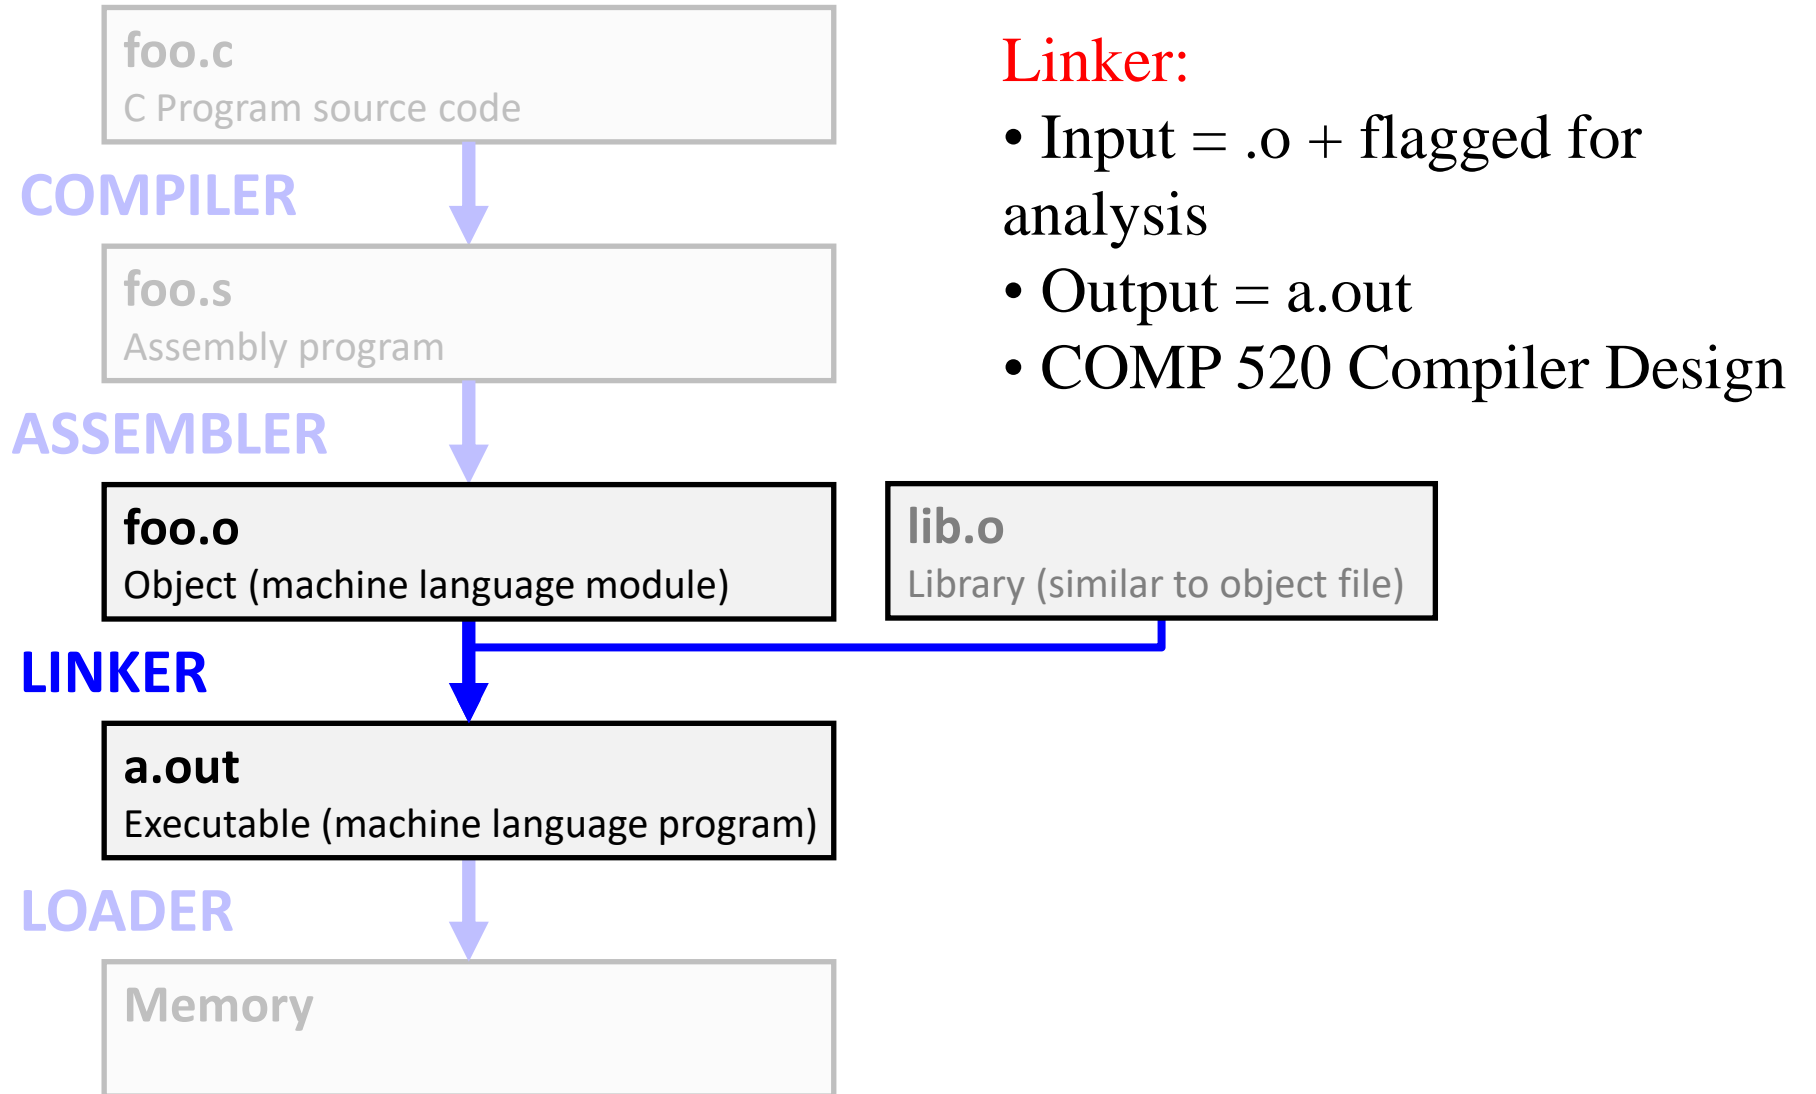 foo.c
C Program source code
COMPILER
foo.s
Assembly program
ASSEMBLER
foo.o
Object (machine language module)
lib.o
Library (similar to object file)
LINKER
a.out
Executable (machine language program)
LOADER
Memory
Linker:
• Input = .o + flagged for
analysis
• Output = a.out
• COMP 520 Compiler Design